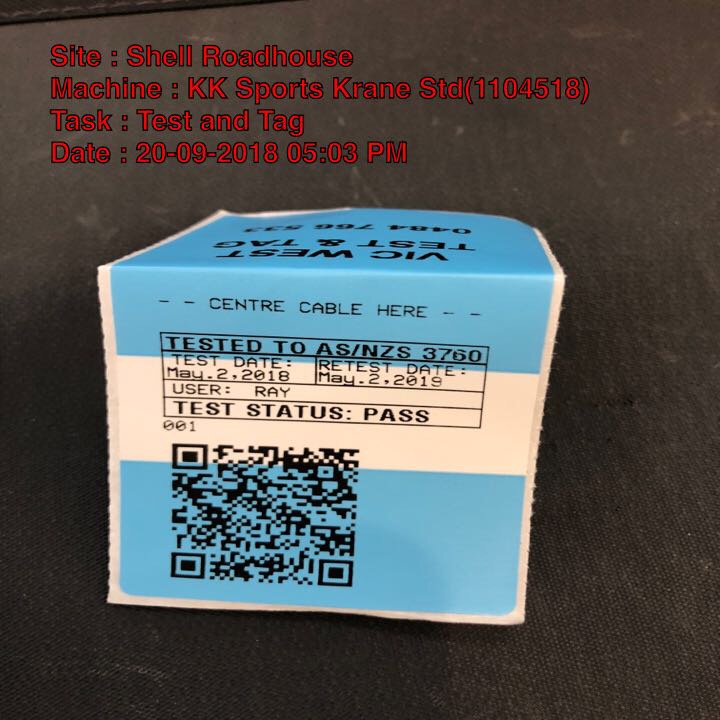 Site : Shell Roadhouse
Machine : KK Sports Krane Std(1104518)
Task : Test and Tag
Date : 20-09-2018 05:03 PM
VIC WEST
TEST & TAG
0484 766 533
- - CENTRE CABLE HERE - -
TESTED TO AS/NZS 3760
TEST DATE: RETEST DATE:
May.2,2018 May.2,2019
USER: RAY
TEST STATUS: PASS
001